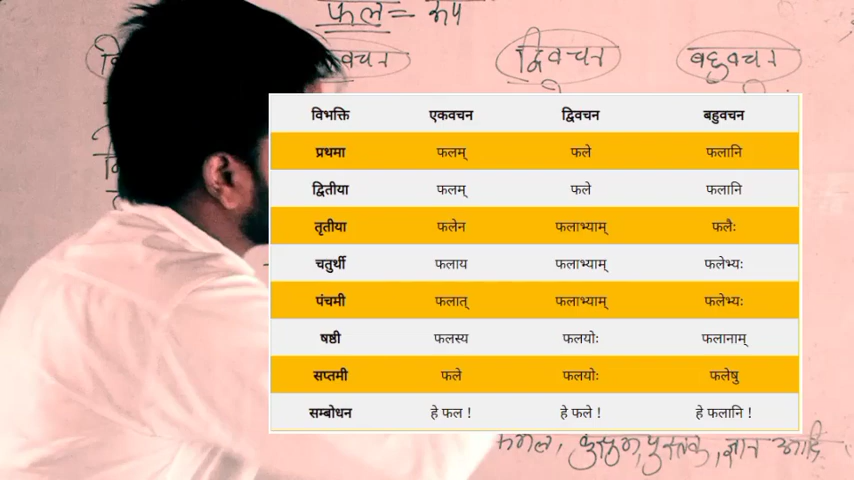 फल = रूप
वचन द्विवचन बहुवचन
विभक्ति एकवचन द्विवचन बहुवचन
प्रथमा फलम् फले फलानि
द्वितीया फलम् फले फलानि
तृतीया फलेन फलाभ्याम् फलैः
चतुर्थी फलाय फलाभ्याम् फलेभ्यः
पंचमी फलात् फलाभ्याम् फलेभ्यः
षष्ठी फलस्य फलयोः फलानाम्
सप्तमी फले फलयोः फलेषु
सम्बोधन हे फल ! हे फले ! हे फलानि !
कमल, कुसुम, पुस्तक, ज्ञान आदि